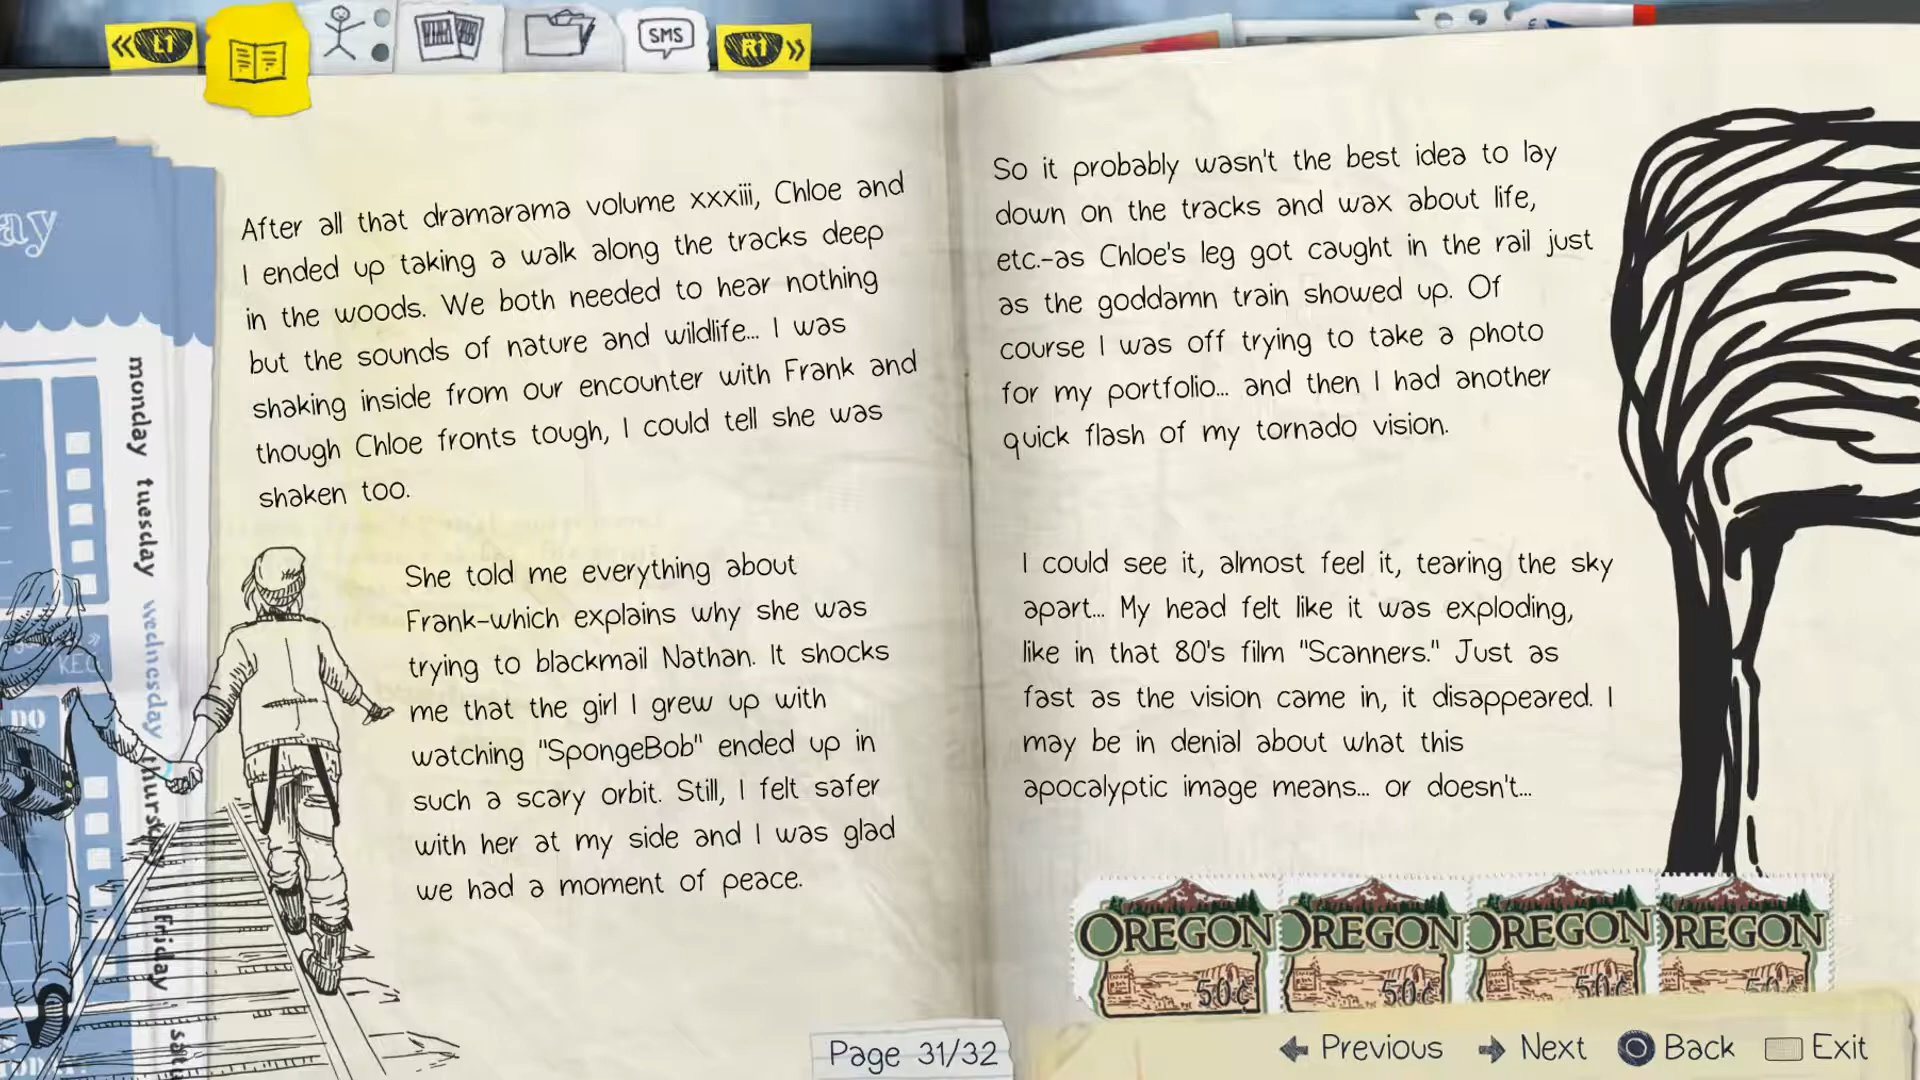 L1
SMS
R1
ay
monday
tuesday
wednesday
friday
After all that dramarama volume xxxiii, Chloe and
I ended up taking a walk along the tracks deep
in the woods. We both needed to hear nothing
but the sounds of nature and wildlife... I was
shaking inside from our encounter with Frank and
though Chloe fronts tough, I could tell she was
shaken too.
She told me everything about
Frank-which explains why she was
trying to blackmail Nathan. It shocks
me that the girl I grew up with
watching "SpongeBob" ended up in
such a scary orbit. Still, I felt safer
with her at my side and I was glad
we had a moment of peace.
So it probably wasn't the best idea to lay
down on the tracks and wax about life,
etc.-as Chloe's leg got caught in the rail just
as the goddamn train showed up. Of
course I was off trying to take a photo
for my portfolio... and then I had another
quick flash of my tornado vision.
I could see it, almost feel it, tearing the sky
apart... My head felt like it was exploding,
like in that 80's film "Scanners." Just as
fast as the vision came in, it disappeared. I
may be in denial about what this
apocalyptic image means... or doesn't...
OREGON OREGON OREGON OREGON
50¢ 50¢ 50¢ 50¢
Page 31/32
Previous Next Back Exit